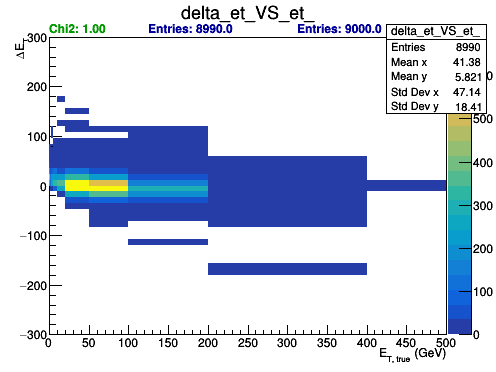 delta_et_VS_et_
Chi2: 1.00 Entries: 8990.0 Entries: 9000.0
delta_et_VS_et_
Entries 8990
Mean x 41.38
Mean y 5.821
Std Dev x 47.14
Std Dev y 18.41
ΔE_T
300
200
100
0
−100
−200
−300
0 50 100 150 200 250 300 350 400 450 500
E_T, true (GeV)
0
500
400
300
200
100
0